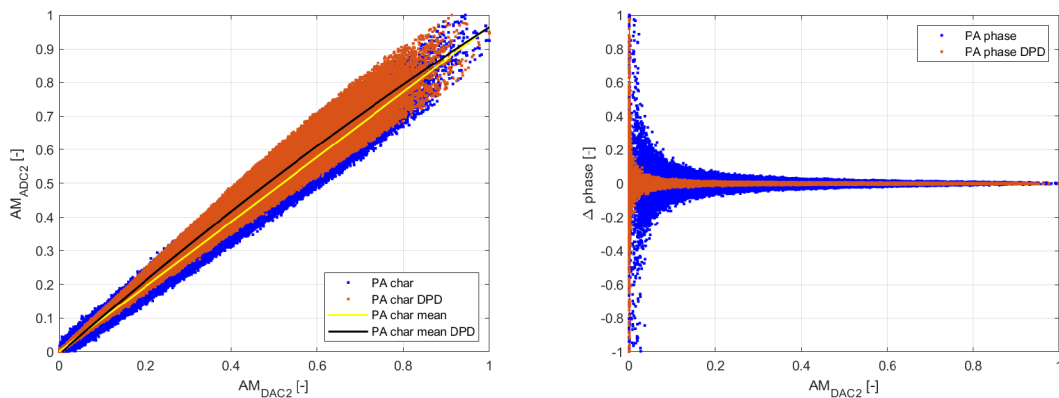 1
0.9
0.8
0.7
0.6
0.5
0.4
0.3
0.2
0.1
0
AM_ADC2 [-]
PA char
PA char DPD
PA char mean
PA char mean DPD
0 0.2 0.4 0.6 0.8 1
AM_DAC2 [-]
1
0.8
0.6
0.4
0.2
0
-0.2
-0.4
-0.6
-0.8
-1
Δ phase [-]
PA phase
PA phase DPD
0 0.2 0.4 0.6 0.8 1
AM_DAC2 [-]